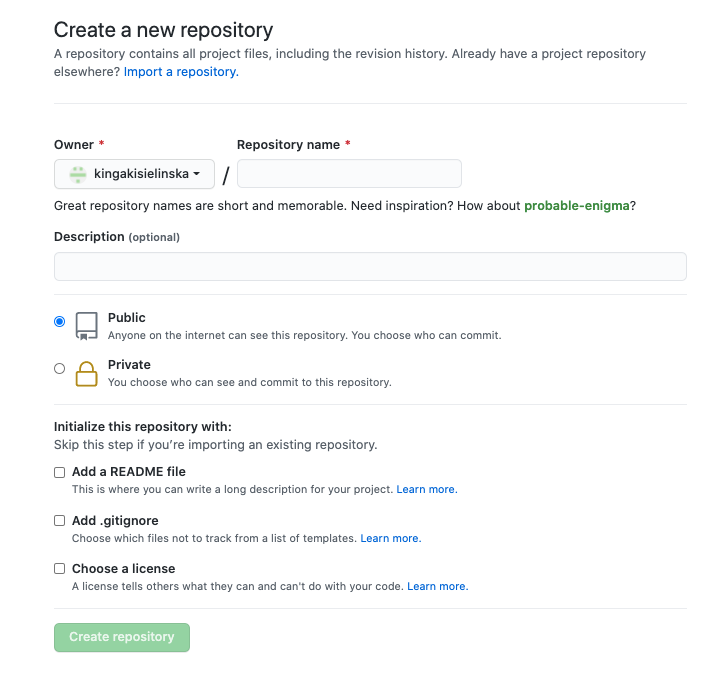 Create a new repository
A repository contains all project files, including the revision history. Already have a project repository
elsewhere? Import a repository.
Owner * Repository name *
kingakisielinska /
Great repository names are short and memorable. Need inspiration? How about probable-enigma?
Description (optional)
Public
Anyone on the internet can see this repository. You choose who can commit.
Private
You choose who can see and commit to this repository.
Initialize this repository with:
Skip this step if you’re importing an existing repository.
Add a README file
This is where you can write a long description for your project. Learn more.
Add .gitignore
Choose which files not to track from a list of templates. Learn more.
Choose a license
A license tells others what they can and can't do with your code. Learn more.
Create repository